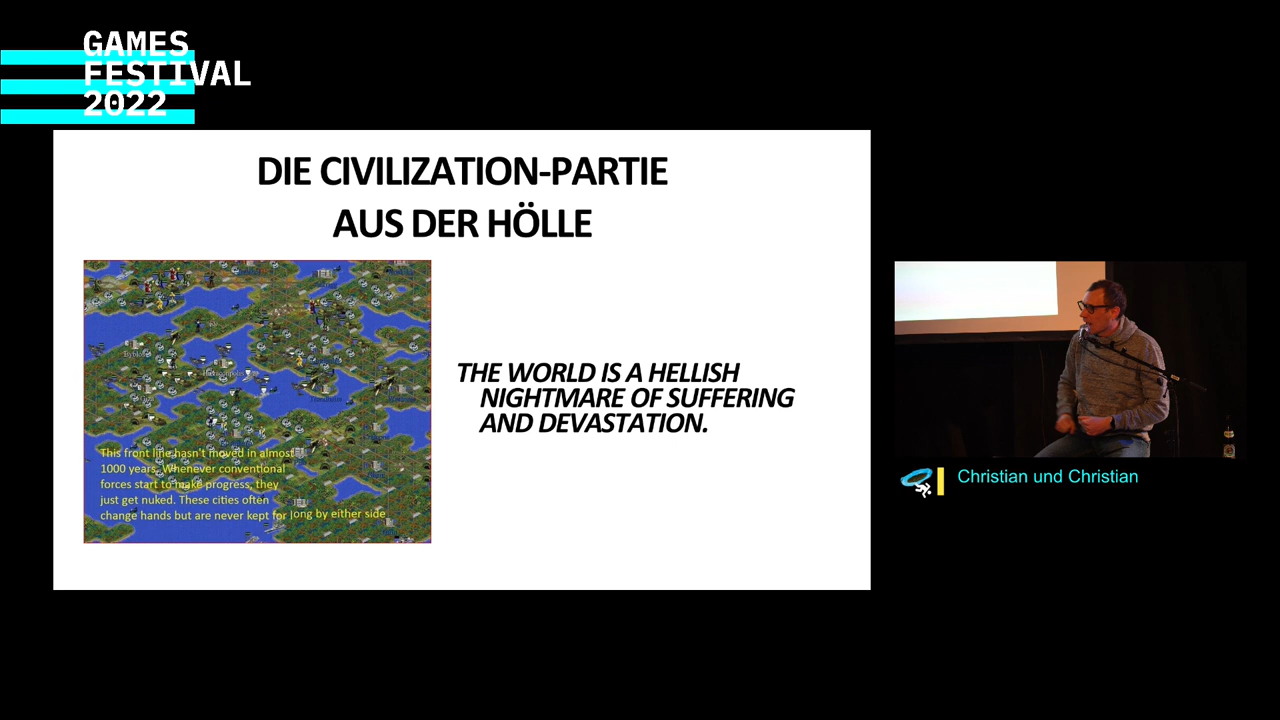 GAMES
FESTIVAL
2022
DIE CIVILIZATION-PARTIE
AUS DER HÖLLE
THE WORLD IS A HELLISH
NIGHTMARE OF SUFFERING
AND DEVASTATION.
This front line hasn't moved in almost
1000 years. Whenever conventional
forces start to make progress, they
just get nuked. These cities often
change hands but are never kept for long by either side
Christian und Christian